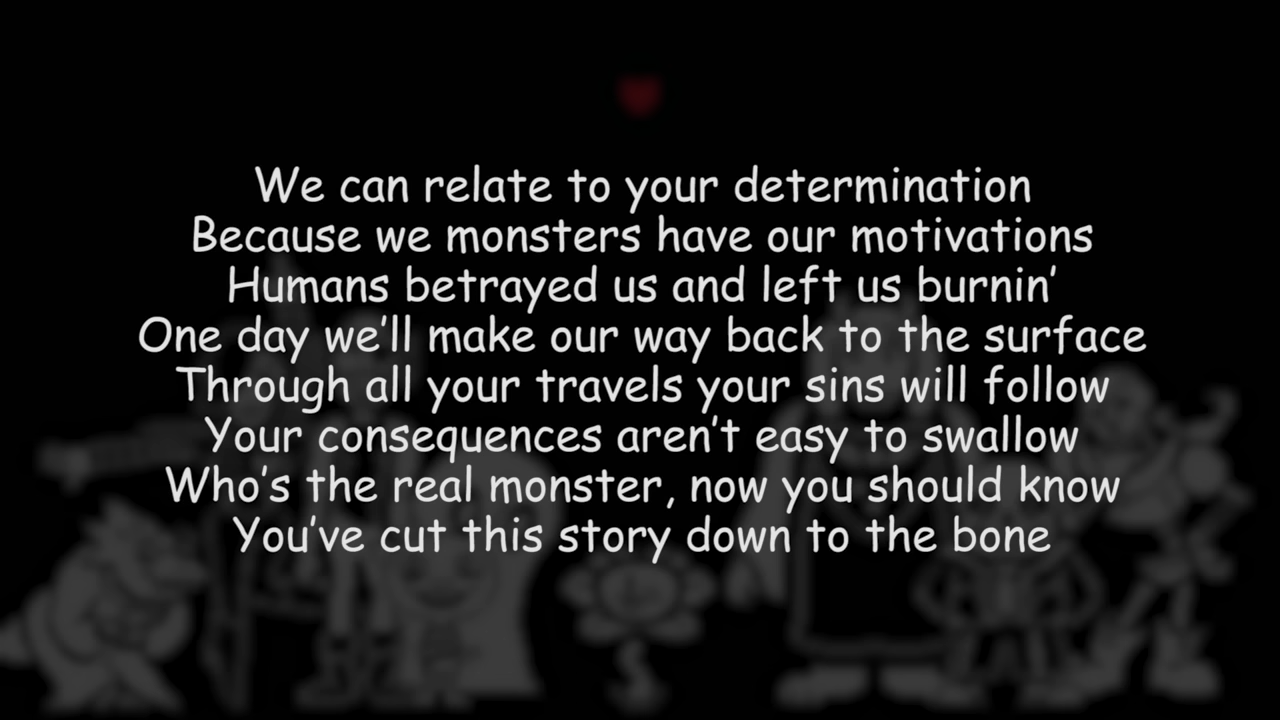 We can relate to your determination
Because we monsters have our motivations
Humans betrayed us and left us burnin’
One day we’ll make our way back to the surface
Through all your travels your sins will follow
Your consequences aren’t easy to swallow
Who’s the real monster, now you should know
You’ve cut this story down to the bone